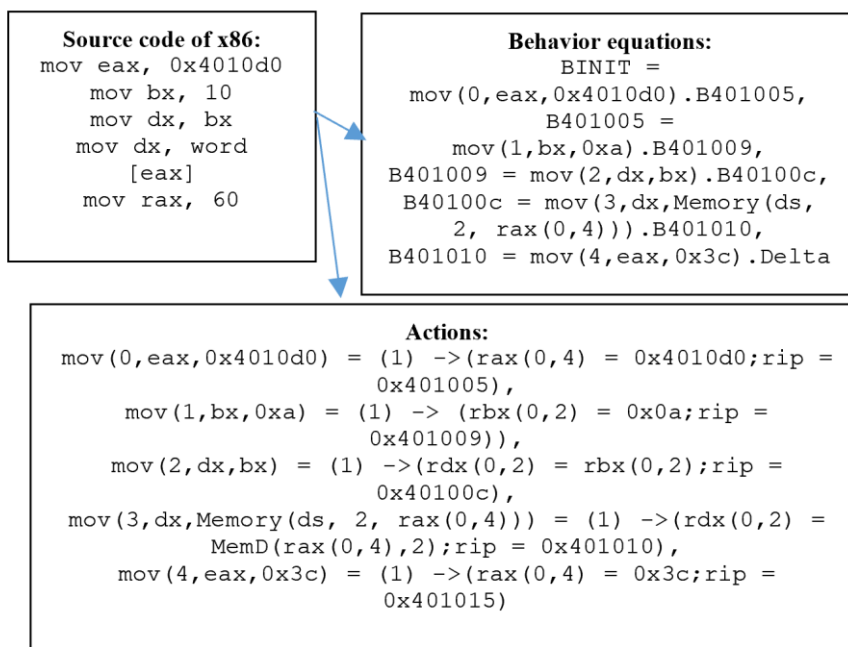 Source code of x86:
mov eax, 0x4010d0
mov bx, 10
mov dx, bx
mov dx, word
[eax]
mov rax, 60
Behavior equations:
BINIT =
mov(0,eax,0x4010d0).B401005,
B401005 =
mov(1,bx,0xa).B401009,
B401009 = mov(2,dx,bx).B40100c,
B40100c = mov(3,dx,Memory(ds,
2, rax(0,4))).B401010,
B401010 = mov(4,eax,0x3c).Delta
Actions:
mov(0,eax,0x4010d0) = (1) ->(rax(0,4) = 0x4010d0;rip =
0x401005),
mov(1,bx,0xa) = (1) -> (rbx(0,2) = 0x0a;rip =
0x401009)),
mov(2,dx,bx) = (1) ->(rdx(0,2) = rbx(0,2);rip =
0x40100c),
mov(3,dx,Memory(ds, 2, rax(0,4))) = (1) ->(rdx(0,2) =
MemD(rax(0,4),2);rip = 0x401010),
mov(4,eax,0x3c) = (1) ->(rax(0,4) = 0x3c;rip =
0x401015)